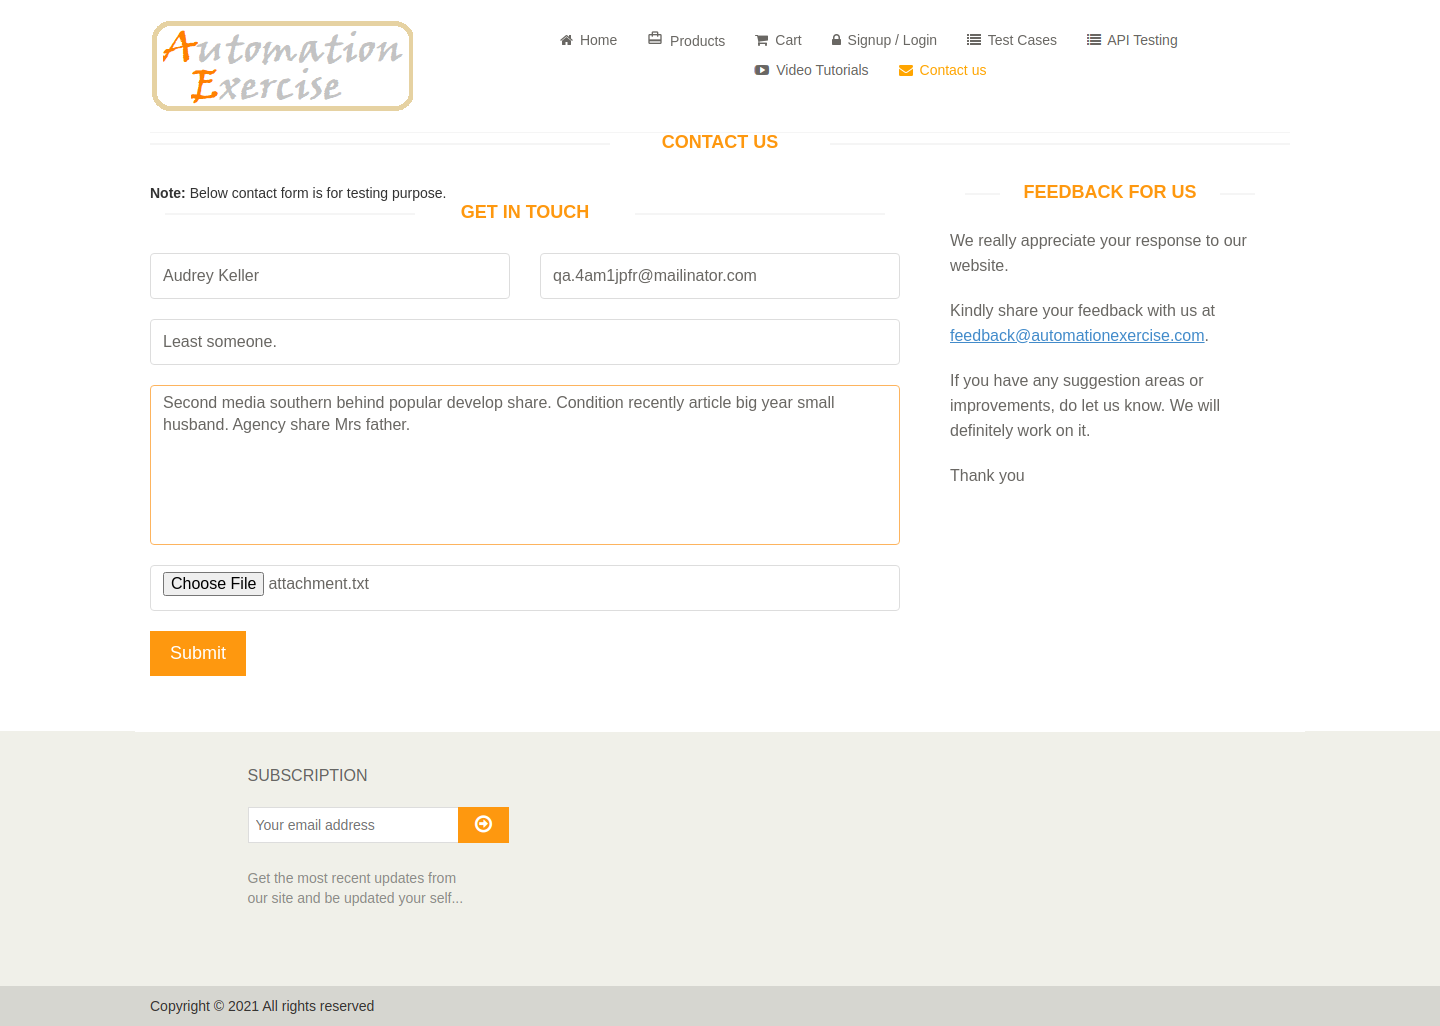 Automation
Exercise
Home
Products
Cart
Signup / Login
Test Cases
API Testing
Video Tutorials
Contact us
CONTACT US
Note: Below contact form is for testing purpose.
GET IN TOUCH
Audrey Keller
qa.4am1jpfr@mailinator.com
Least someone.
Second media southern behind popular develop share. Condition recently article big year small
husband. Agency share Mrs father.
Choose File attachment.txt
Submit
FEEDBACK FOR US
We really appreciate your response to our
website.
Kindly share your feedback with us at
feedback@automationexercise.com.
If you have any suggestion areas or
improvements, do let us know. We will
definitely work on it.
Thank you
SUBSCRIPTION
Your email address
Get the most recent updates from
our site and be updated your self...
Copyright © 2021 All rights reserved